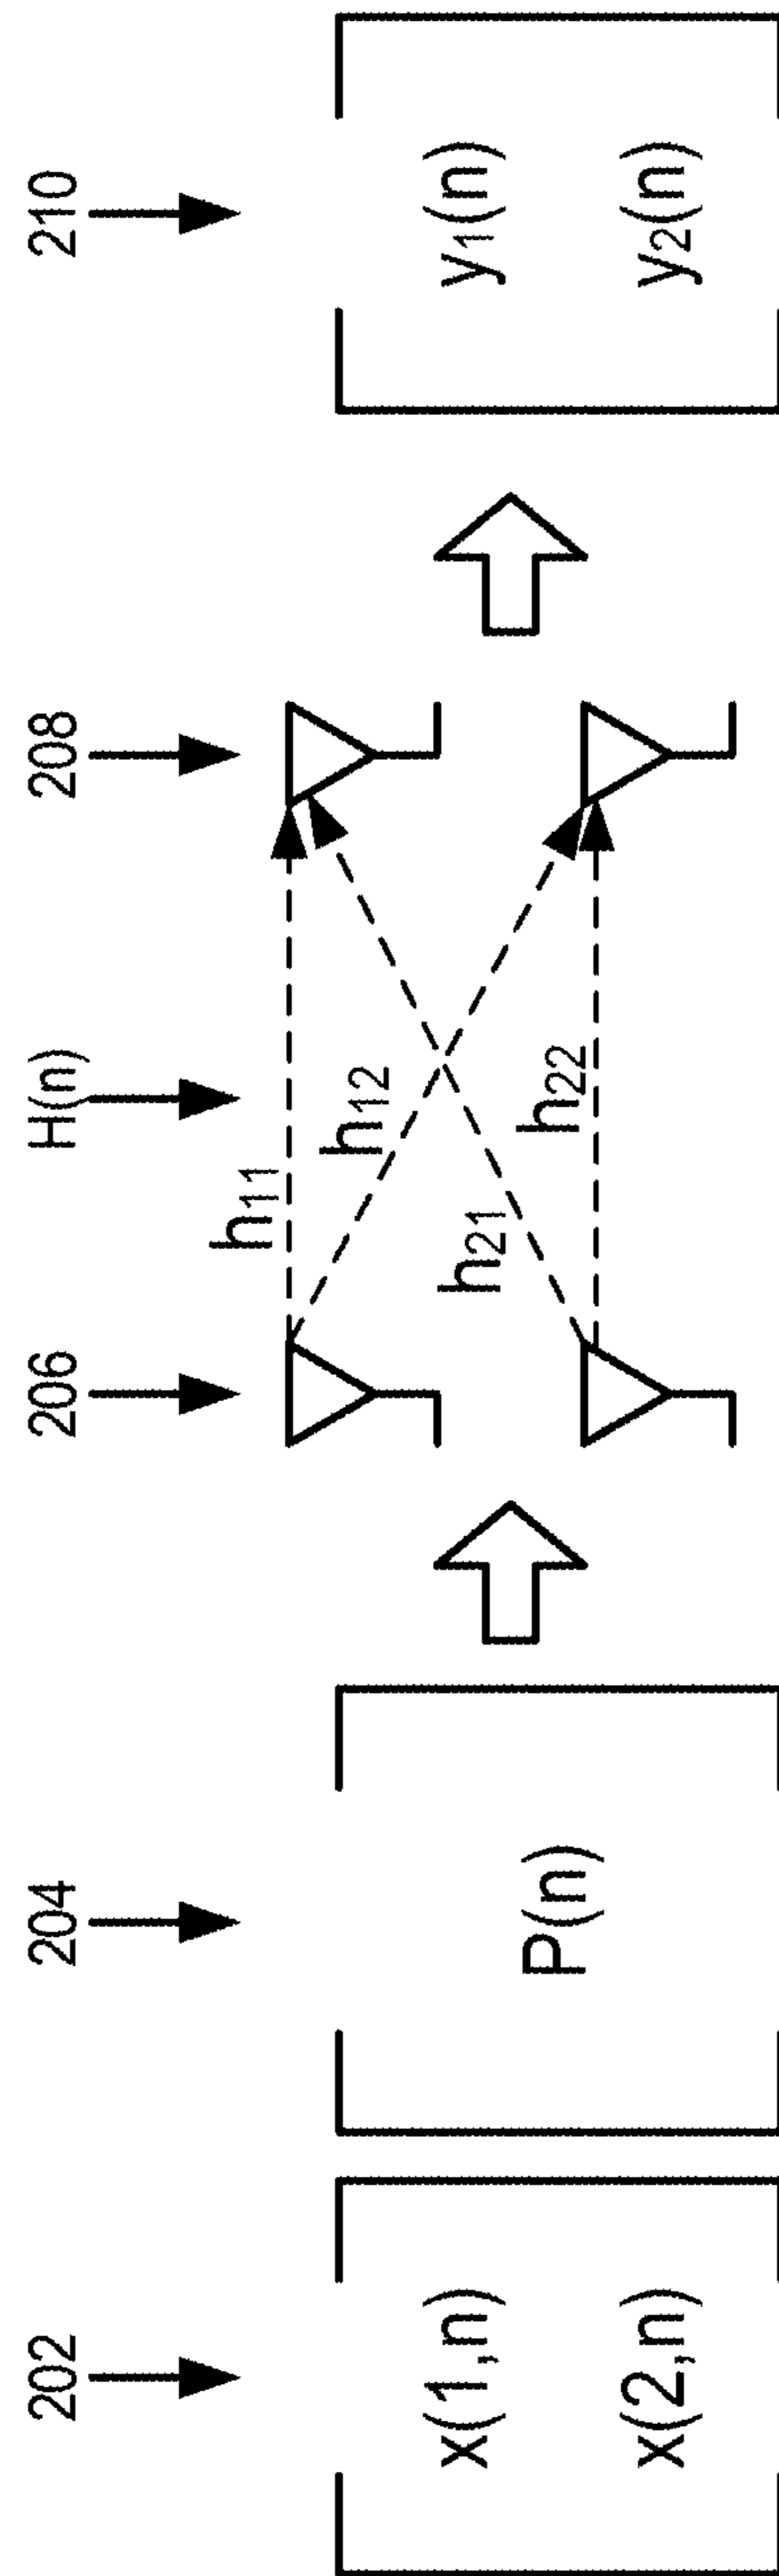 202
204
206
H(n)
208
210
x(1,n)
x(2,n)
P(n)
h11
h12
h21
h22
y1(n)
y2(n)